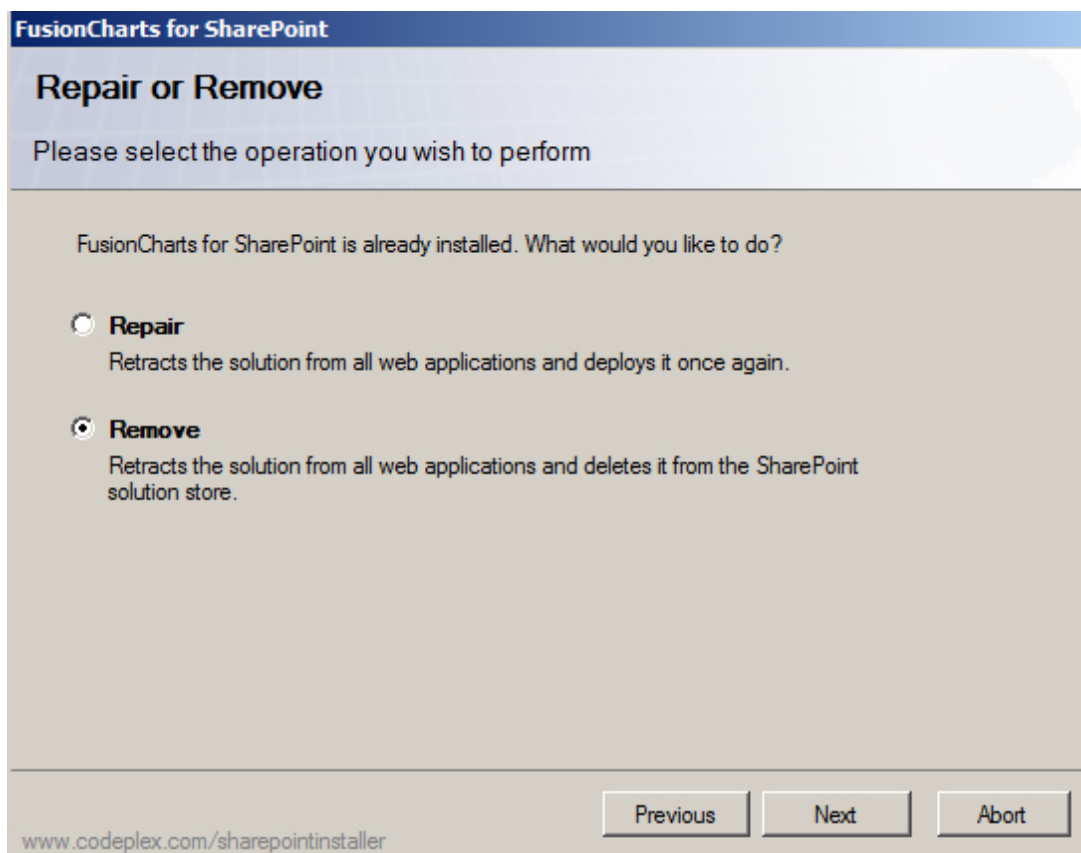 FusionCharts for SharePoint
Repair or Remove
Please select the operation you wish to perform
FusionCharts for SharePoint is already installed. What would you like to do?
Repair
Retracts the solution from all web applications and deploys it once again.
Remove
Retracts the solution from all web applications and deletes it from the SharePoint
solution store.
Previous Next Abort
www.codeplex.com/sharepointinstaller